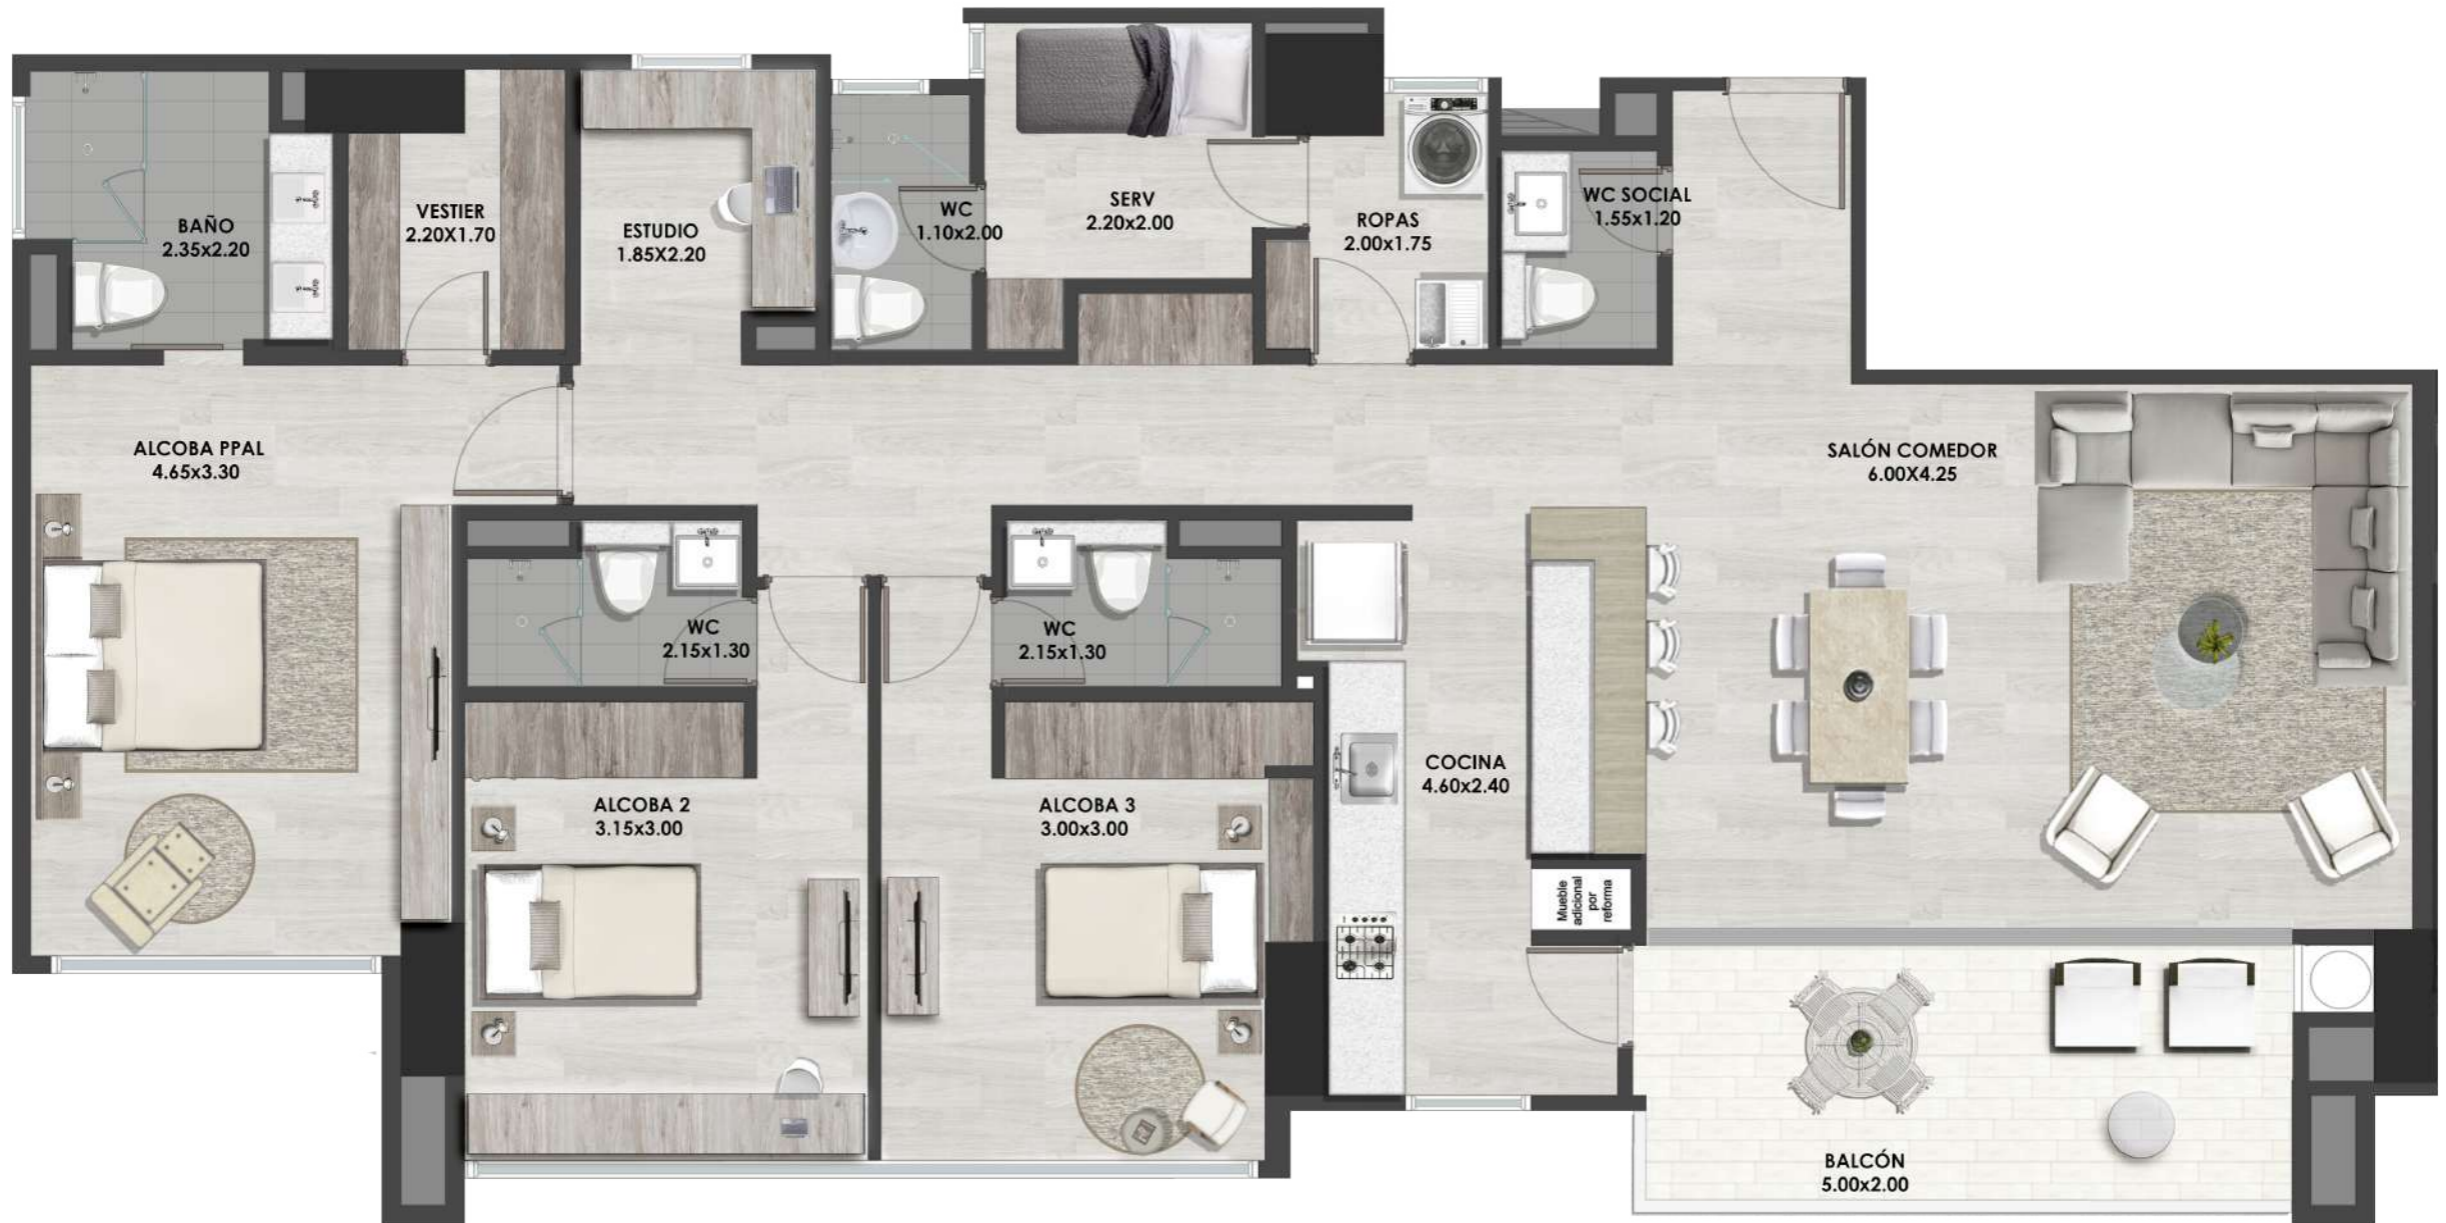 BAÑO
2.35x2.20
VESTIER
2.20X1.70
ESTUDIO
1.85X2.20
WC
1.10x2.00
SERV
2.20x2.00
ROPAS
2.00x1.75
WC SOCIAL
1.55x1.20
ALCOBA PPAL
4.65x3.30
SALÓN COMEDOR
6.00X4.25
WC
2.15x1.30
WC
2.15x1.30
COCINA
4.60x2.40
ALCOBA 2
3.15x3.00
ALCOBA 3
3.00x3.00
Mueble
adicional
por
reforma
BALCÓN
5.00x2.00